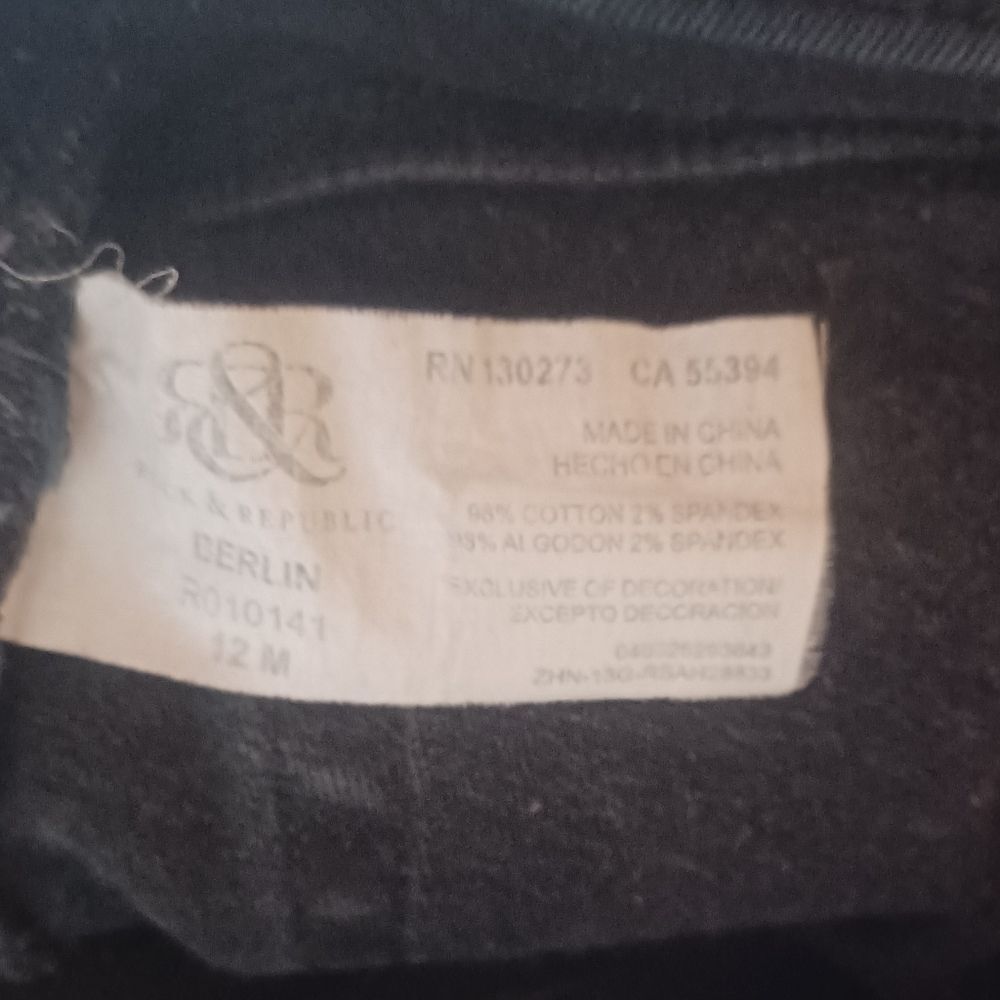 R&R
& REPUBLIC
BERLIN
R010141
12 M
RN 130273 CA 55394
MADE IN CHINA
HECHO EN CHINA
98% COTTON 2% SPANDEX
98% ALGODON 2% SPANDEX
EXCLUSIVE OF DECORATION
EXCEPTO DECORACION